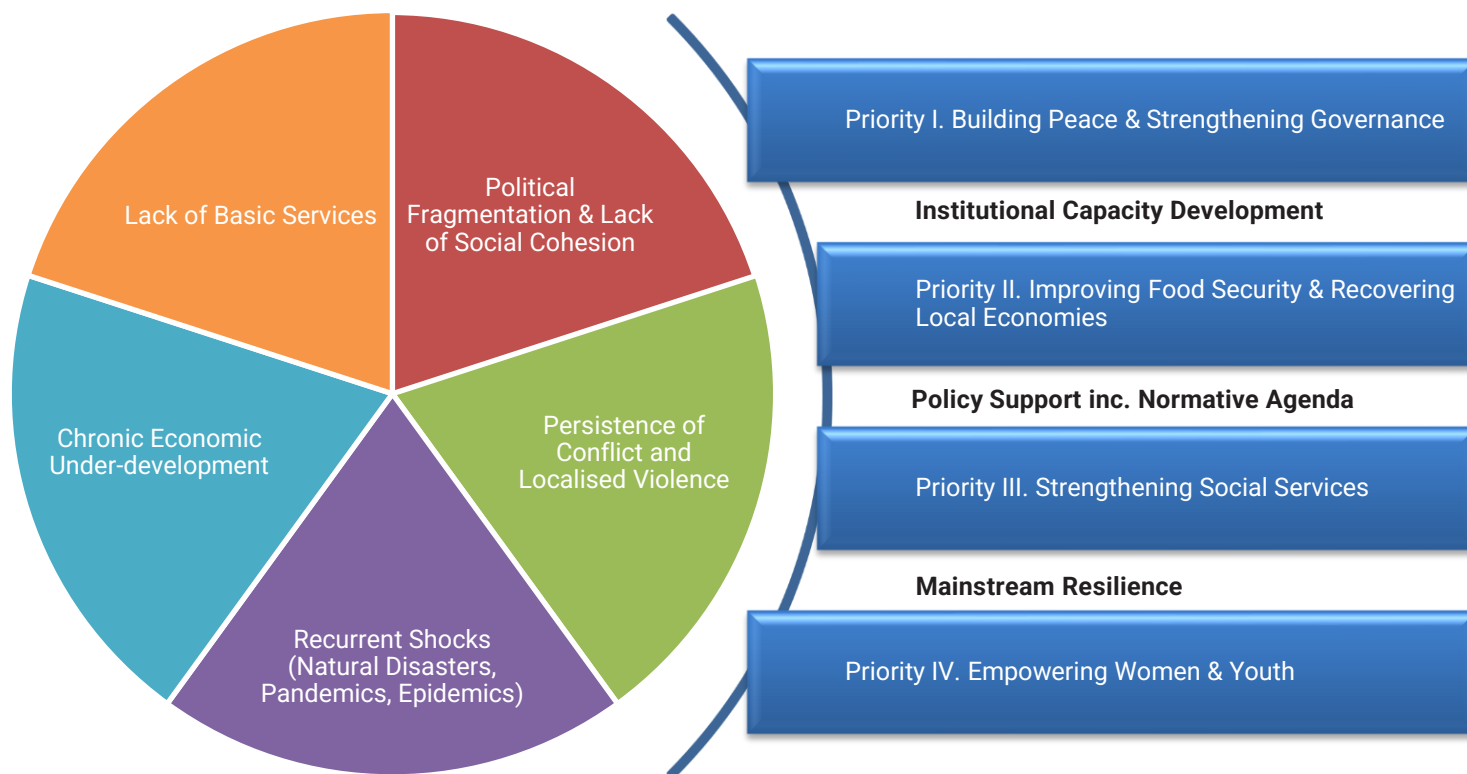 Lack of Basic Services
Political
Fragmentation & Lack
of Social Cohesion
Chronic Economic
Under-development
Persistence of
Conflict and
Localised Violence
Recurrent Shocks
(Natural Disasters,
Pandemics, Epidemics)
Priority I. Building Peace & Strengthening Governance
Institutional Capacity Development
Priority II. Improving Food Security & Recovering
Local Economies
Policy Support inc. Normative Agenda
Priority III. Strengthening Social Services
Mainstream Resilience
Priority IV. Empowering Women & Youth